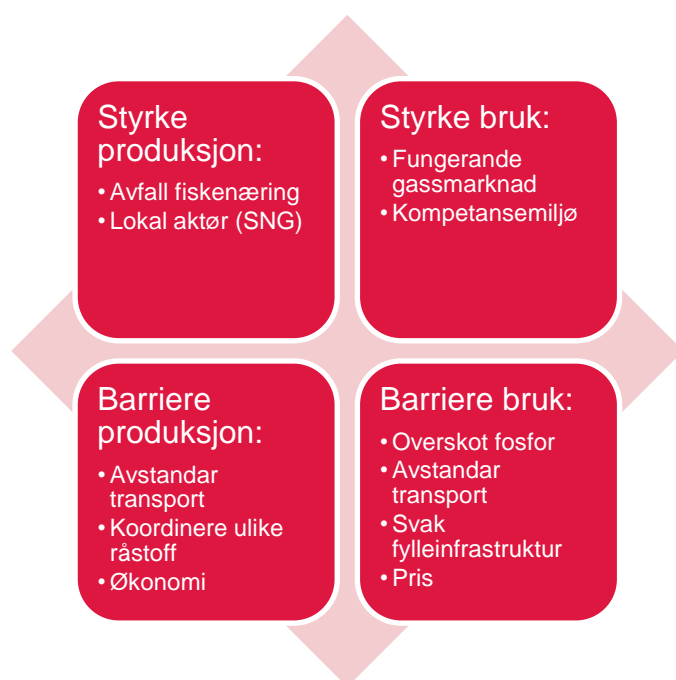 Styrke
produksjon:
• Avfall fiskenæring
• Lokal aktør (SNG)
Styrke bruk:
• Fungerande
gassmarknad
• Kompetansemiljø
Barriere
produksjon:
• Avstandar
transport
• Koordinere ulike
råstoff
• Økonomi
Barriere bruk:
• Overskot fosfor
• Avstandar
transport
• Svak
fylleinfrastruktur
• Pris